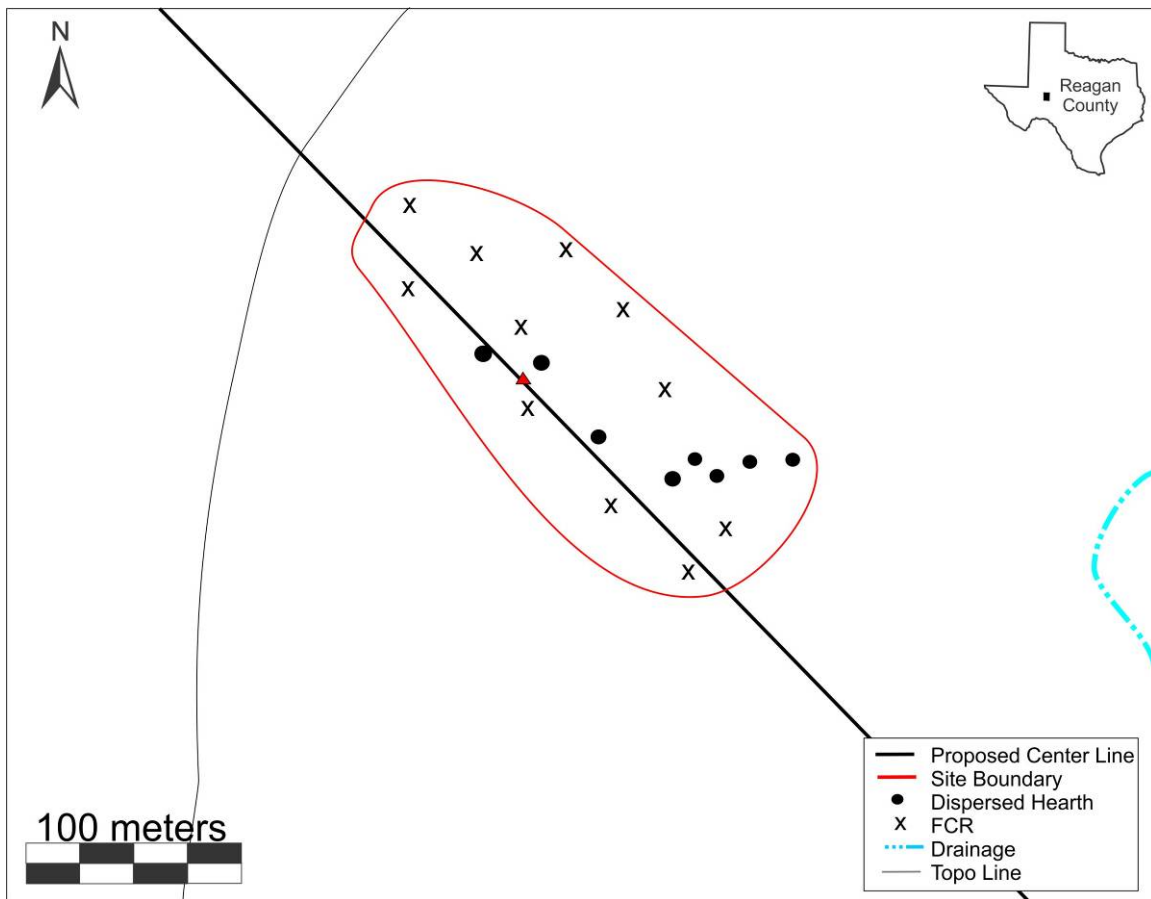 N
Reagan
County
X
X
X
X
X
X
X
X
X
X
X
Proposed Center Line
Site Boundary
Dispersed Hearth
X FCR
Drainage
Topo Line
100 meters